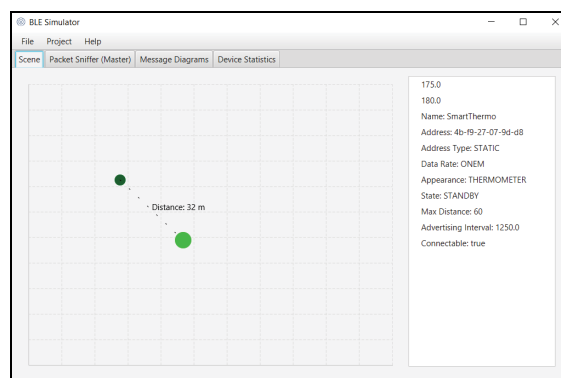 BLE Simulator
File Project Help
Scene Packet Sniffer (Master) Message Diagrams Device Statistics
175.0
180.0
Name: SmartThermo
Address: 4b-f9-27-07-9d-d8
Address Type: STATIC
Data Rate: ONEM
Appearance: THERMOMETER
State: STANDBY
Max Distance: 60
Advertising Interval: 1250.0
Connectable: true
Distance: 32 m